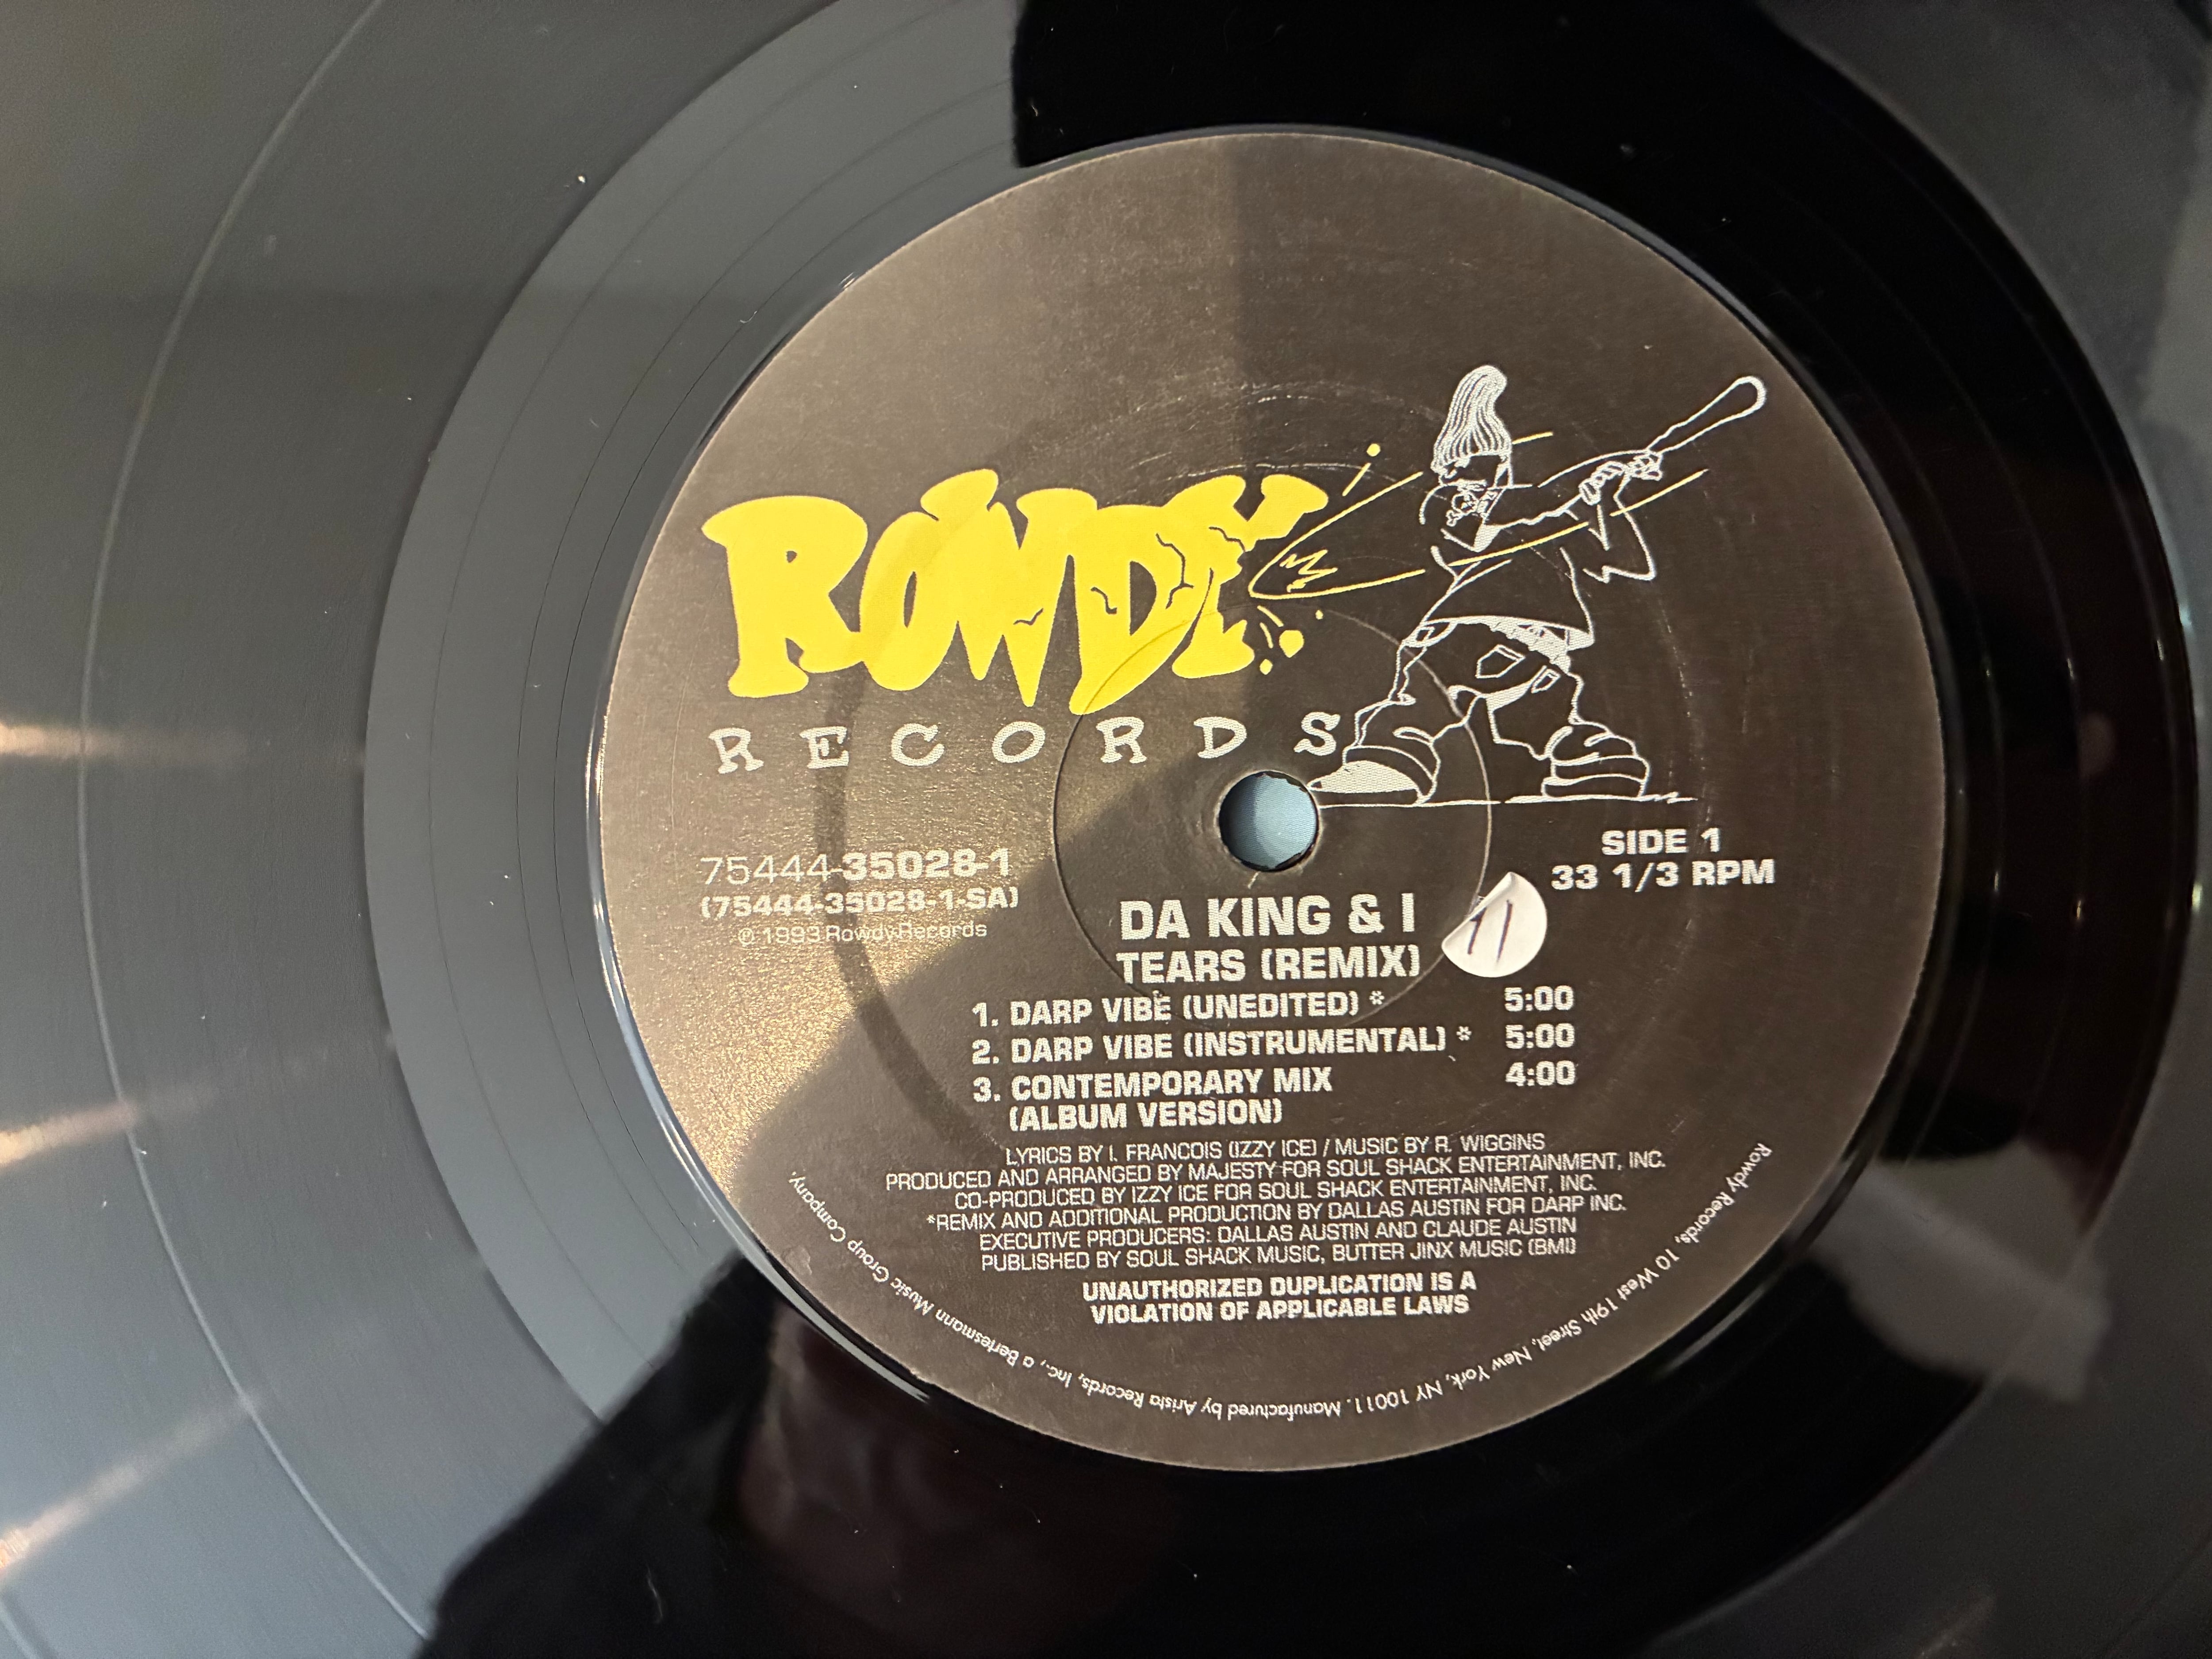 ROWDY
RECORDS
75444-35028-1
(75444-35028-1-SA)
℗ 1993 Rowdy Records
SIDE 1
33 1/3 RPM
11
DA KING & I
TEARS (REMIX)
1. DARP VIBE (UNEDITED) * 5:00
2. DARP VIBE (INSTRUMENTAL) * 5:00
3. CONTEMPORARY MIX 4:00
(ALBUM VERSION)
LYRICS BY I. FRANCOIS (IZZY ICE) / MUSIC BY R. WIGGINS
PRODUCED AND ARRANGED BY MAJESTY FOR SOUL SHACK ENTERTAINMENT, INC.
CO-PRODUCED BY IZZY ICE FOR SOUL SHACK ENTERTAINMENT, INC.
*REMIX AND ADDITIONAL PRODUCTION BY DALLAS AUSTIN FOR DARP INC.
EXECUTIVE PRODUCERS: DALLAS AUSTIN AND CLAUDE AUSTIN
PUBLISHED BY SOUL SHACK MUSIC, BUTTER JINX MUSIC (BMI)
UNAUTHORIZED DUPLICATION IS A
VIOLATION OF APPLICABLE LAWS
Rowdy Records, 10 West 19th Street, New York, NY 10011. Manufactured by Arista Records, Inc., a Bertesmann Music Group Company.